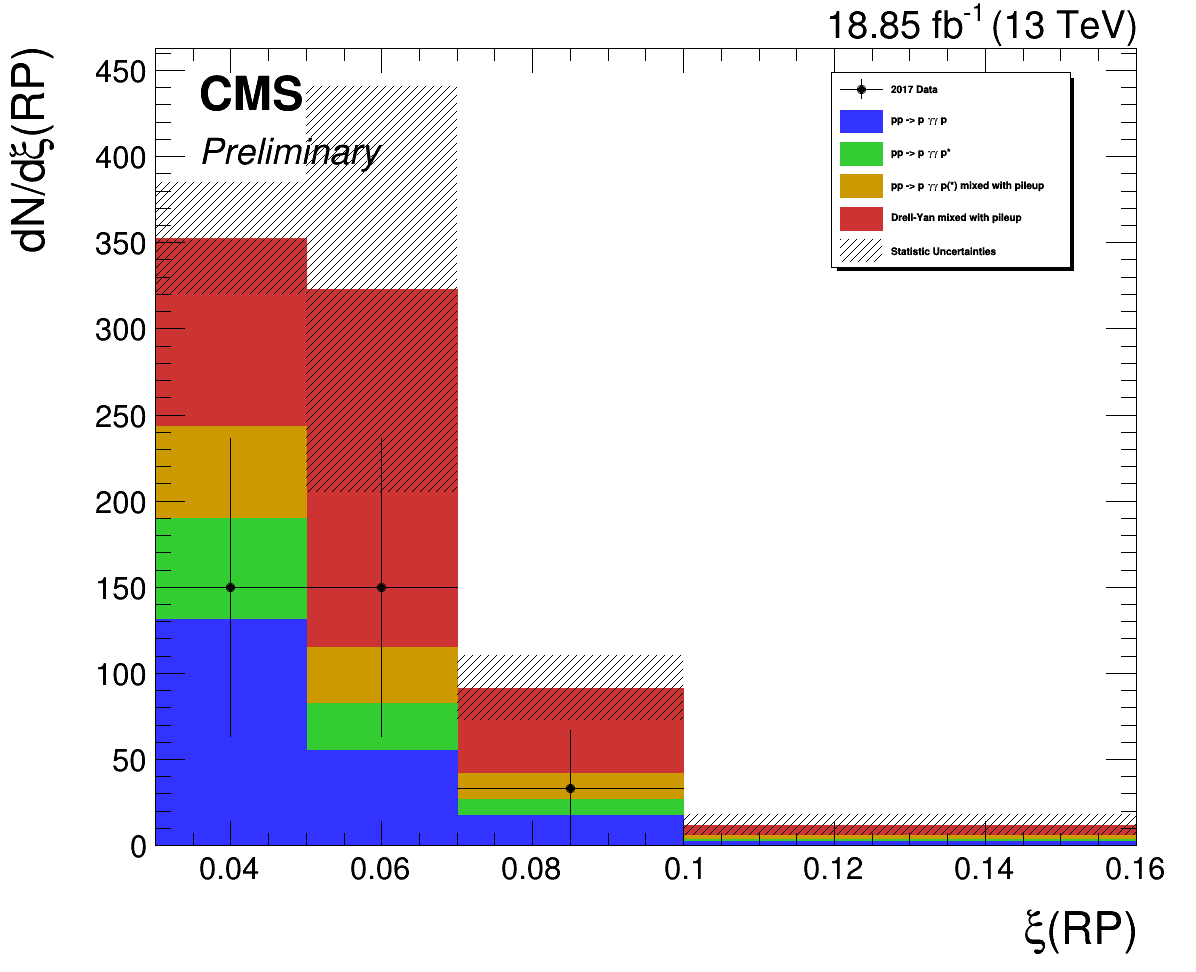 18.85 fb⁻¹ (13 TeV)
dN/dξ(RP)
CMS
Preliminary
2017 Data
pp -> p γγ p
pp -> p γγ p*
pp -> p γγ p(*) mixed with pileup
Drell-Yan mixed with pileup
Statistic Uncertainties
450
400
350
300
250
200
150
100
50
0
0.04 0.06 0.08 0.1 0.12 0.14 0.16
ξ(RP)